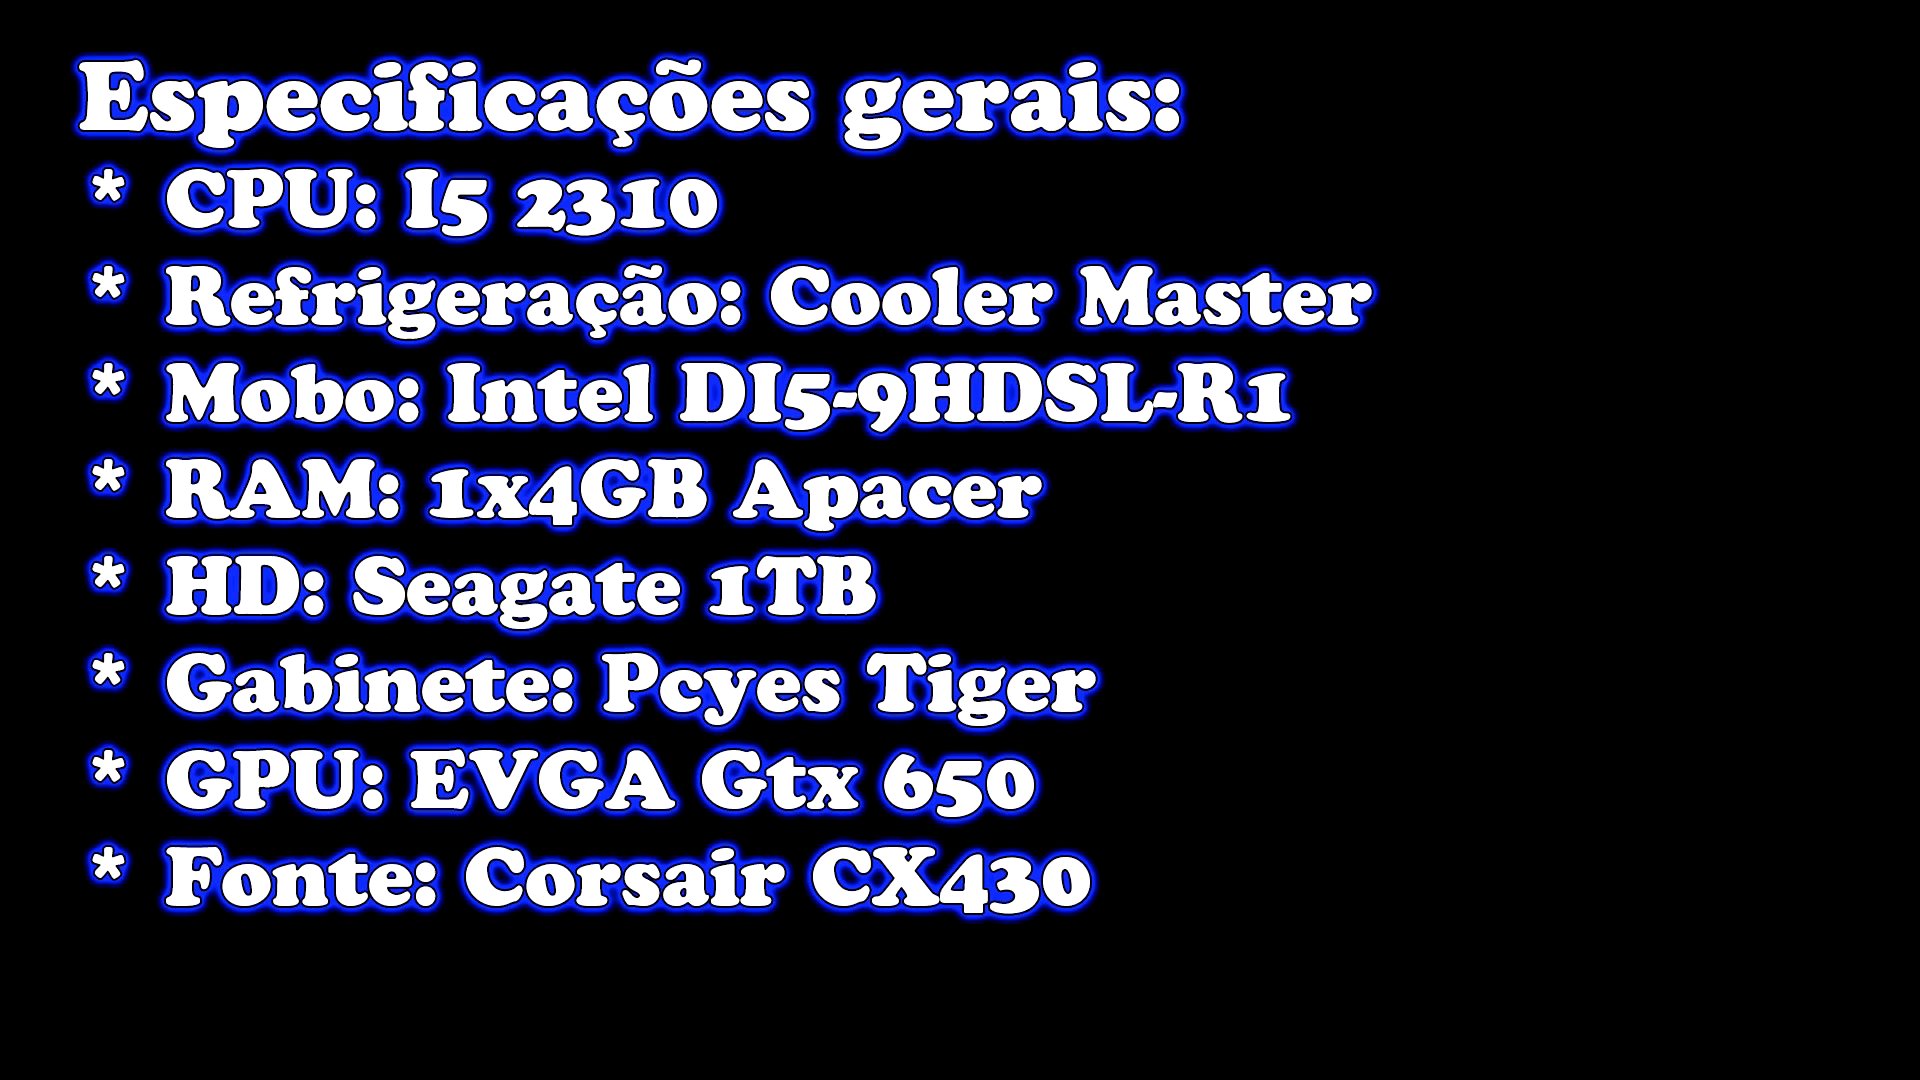 Especificações gerais:
* CPU: I5 2310
* Refrigeração: Cooler Master
* Mobo: Intel DI5-9HDSL-R1
* RAM: 1x4GB Apacer
* HD: Seagate 1TB
* Gabinete: Pcyes Tiger
* GPU: EVGA Gtx 650
* Fonte: Corsair CX430